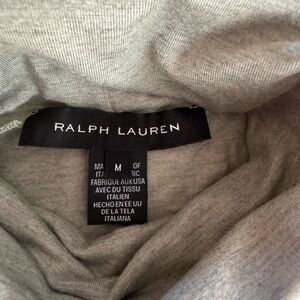 RALPH LAUREN
M
OF
FABRIQUE AUX USA
AVEC DU TISSU
ITALIEN
HECHO EN EE UU
DE LA TELA
ITALIANA